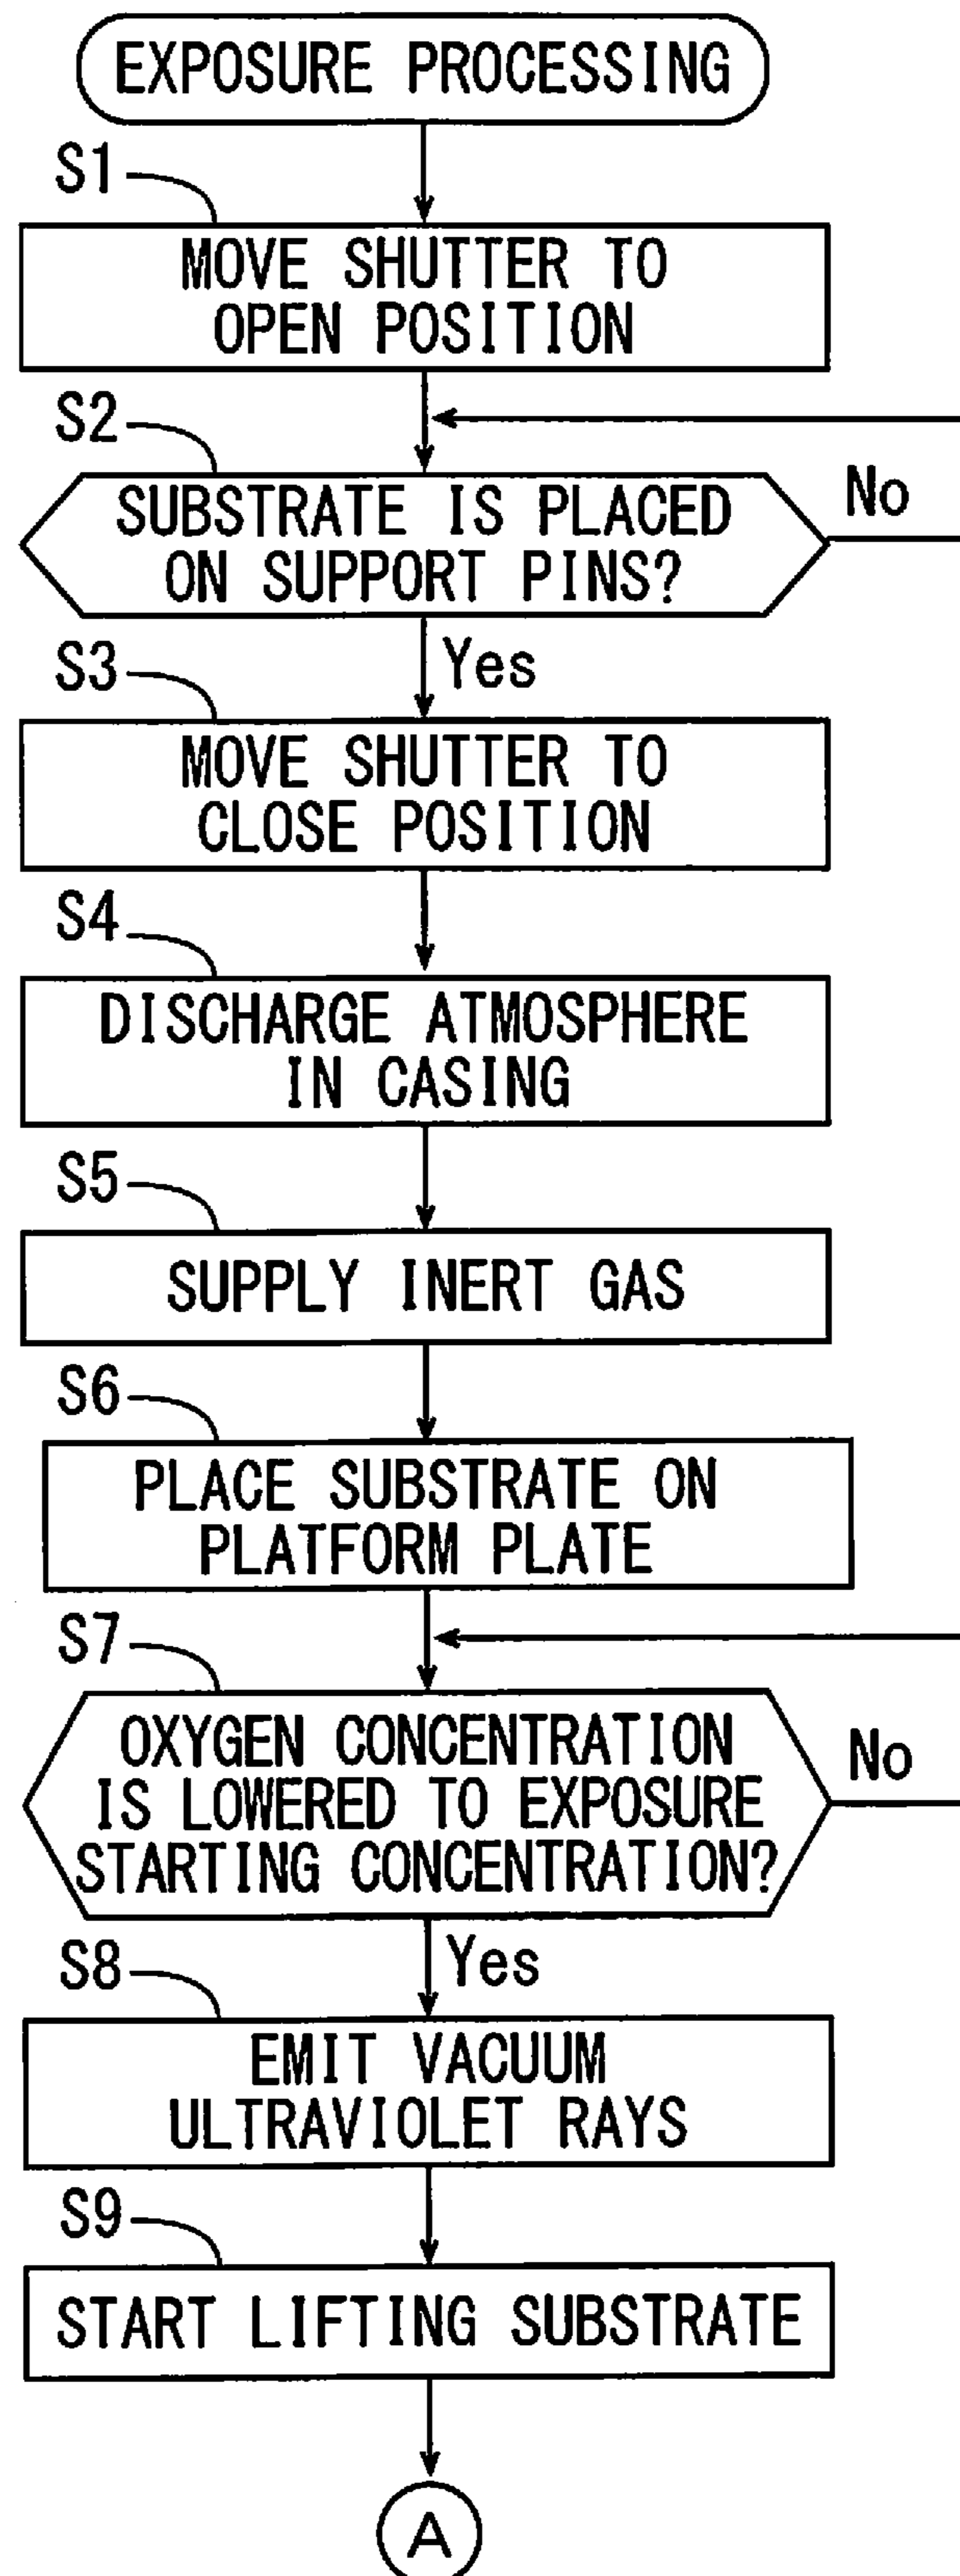 EXPOSURE PROCESSING
S1
MOVE SHUTTER TO
OPEN POSITION
S2
SUBSTRATE IS PLACED
ON SUPPORT PINS?
No
Yes
S3
MOVE SHUTTER TO
CLOSE POSITION
S4
DISCHARGE ATMOSPHERE
IN CASING
S5
SUPPLY INERT GAS
S6
PLACE SUBSTRATE ON
PLATFORM PLATE
S7
OXYGEN CONCENTRATION
IS LOWERED TO EXPOSURE
STARTING CONCENTRATION?
No
Yes
S8
EMIT VACUUM
ULTRAVIOLET RAYS
S9
START LIFTING SUBSTRATE
A